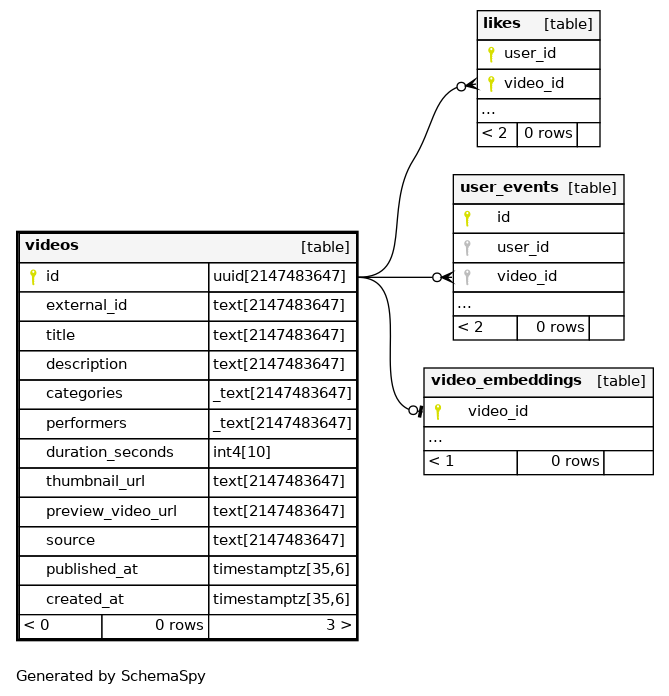 likes [table]
user_id
video_id
...
< 2 0 rows
user_events [table]
id
user_id
video_id
...
< 2 0 rows
videos [table]
id uuid[2147483647]
external_id text[2147483647]
title text[2147483647]
description text[2147483647]
categories _text[2147483647]
performers _text[2147483647]
duration_seconds int4[10]
thumbnail_url text[2147483647]
preview_video_url text[2147483647]
source text[2147483647]
published_at timestamptz[35,6]
created_at timestamptz[35,6]
< 0 0 rows 3 >
video_embeddings [table]
video_id
...
< 1 0 rows
Generated by SchemaSpy